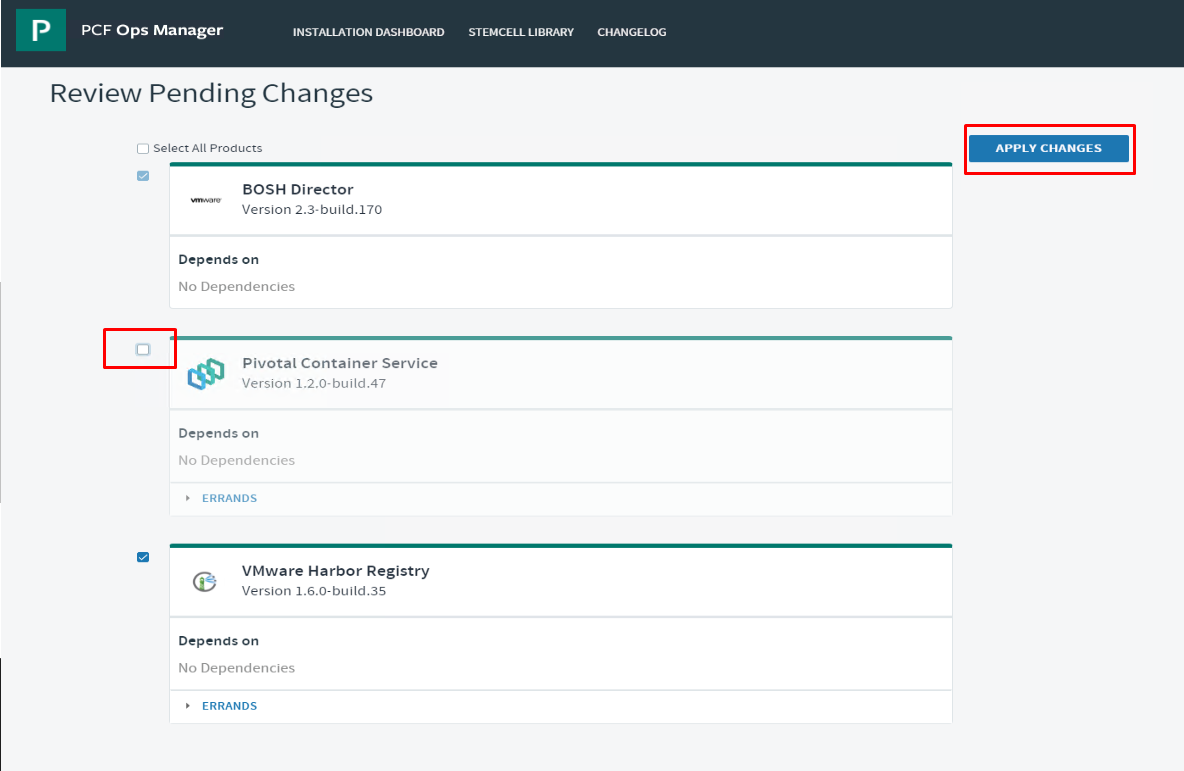 P PCF Ops Manager INSTALLATION DASHBOARD STEMCELL LIBRARY CHANGELOG
Review Pending Changes
Select All Products
APPLY CHANGES
vmware
BOSH Director
Version 2.3-build.170
Depends on
No Dependencies
Pivotal Container Service
Version 1.2.0-build.47
Depends on
No Dependencies
ERRANDS
VMware Harbor Registry
Version 1.6.0-build.35
Depends on
No Dependencies
ERRANDS